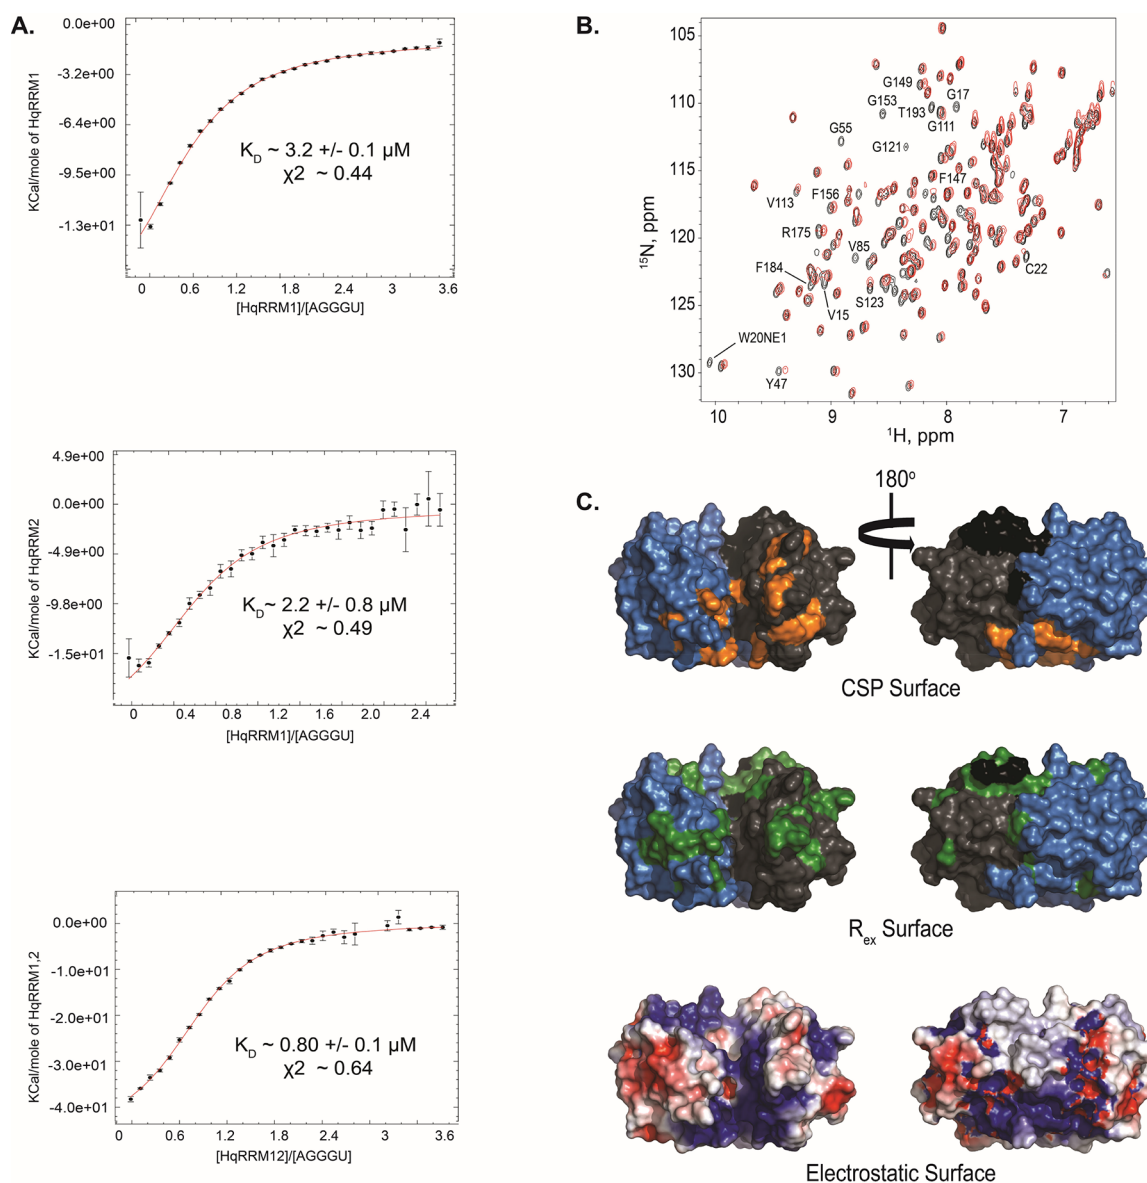 A.
0.0e+00
-3.2e+00
-6.4e+00
-9.5e+00
-1.3e+01
KCal/mole of HqRRM1
K_D ~ 3.2 +/- 0.1 µM
χ2 ~ 0.44
0 0.6 1.2 1.8 2.4 3.0 3.6
[HqRRM1]/[AGGGU]
4.9e+00
0.0e+00
-4.9e+00
-9.8e+00
-1.5e+01
KCal/mole of HqRRM2
K_D ~ 2.2 +/- 0.8 µM
χ2 ~ 0.49
0 0.4 0.8 1.2 1.6 2.0 2.4
[HqRRM1]/[AGGGU]
0.0e+00
-1.0e+01
-2.0e+01
-3.0e+01
-4.0e+01
KCal/mole of HqRRM1,2
K_D ~ 0.80 +/- 0.1 µM
χ2 ~ 0.64
0 0.6 1.2 1.8 2.4 3.0 3.6
[HqRRM12]/[AGGGU]
B.
105
110
115
120
125
130
¹⁵N, ppm
G149
G153
G17
T193
G111
G55
G121
F147
V113
F156
R175
V85
F184
C22
S123
V15
W20NE1
Y47
10 9 8 7
¹H, ppm
C.
180°
CSP Surface
R_ex Surface
Electrostatic Surface